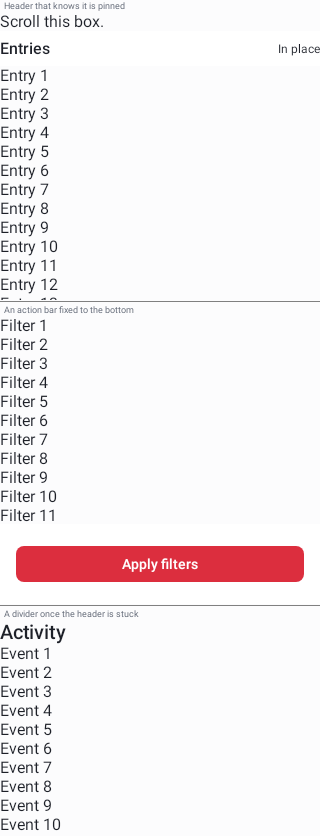 Header that knows it is pinned
Scroll this box.
Entries In place
Entry 1
Entry 2
Entry 3
Entry 4
Entry 5
Entry 6
Entry 7
Entry 8
Entry 9
Entry 10
Entry 11
Entry 12
An action bar fixed to the bottom
Filter 1
Filter 2
Filter 3
Filter 4
Filter 5
Filter 6
Filter 7
Filter 8
Filter 9
Filter 10
Filter 11
Apply filters
A divider once the header is stuck
Activity
Event 1
Event 2
Event 3
Event 4
Event 5
Event 6
Event 7
Event 8
Event 9
Event 10